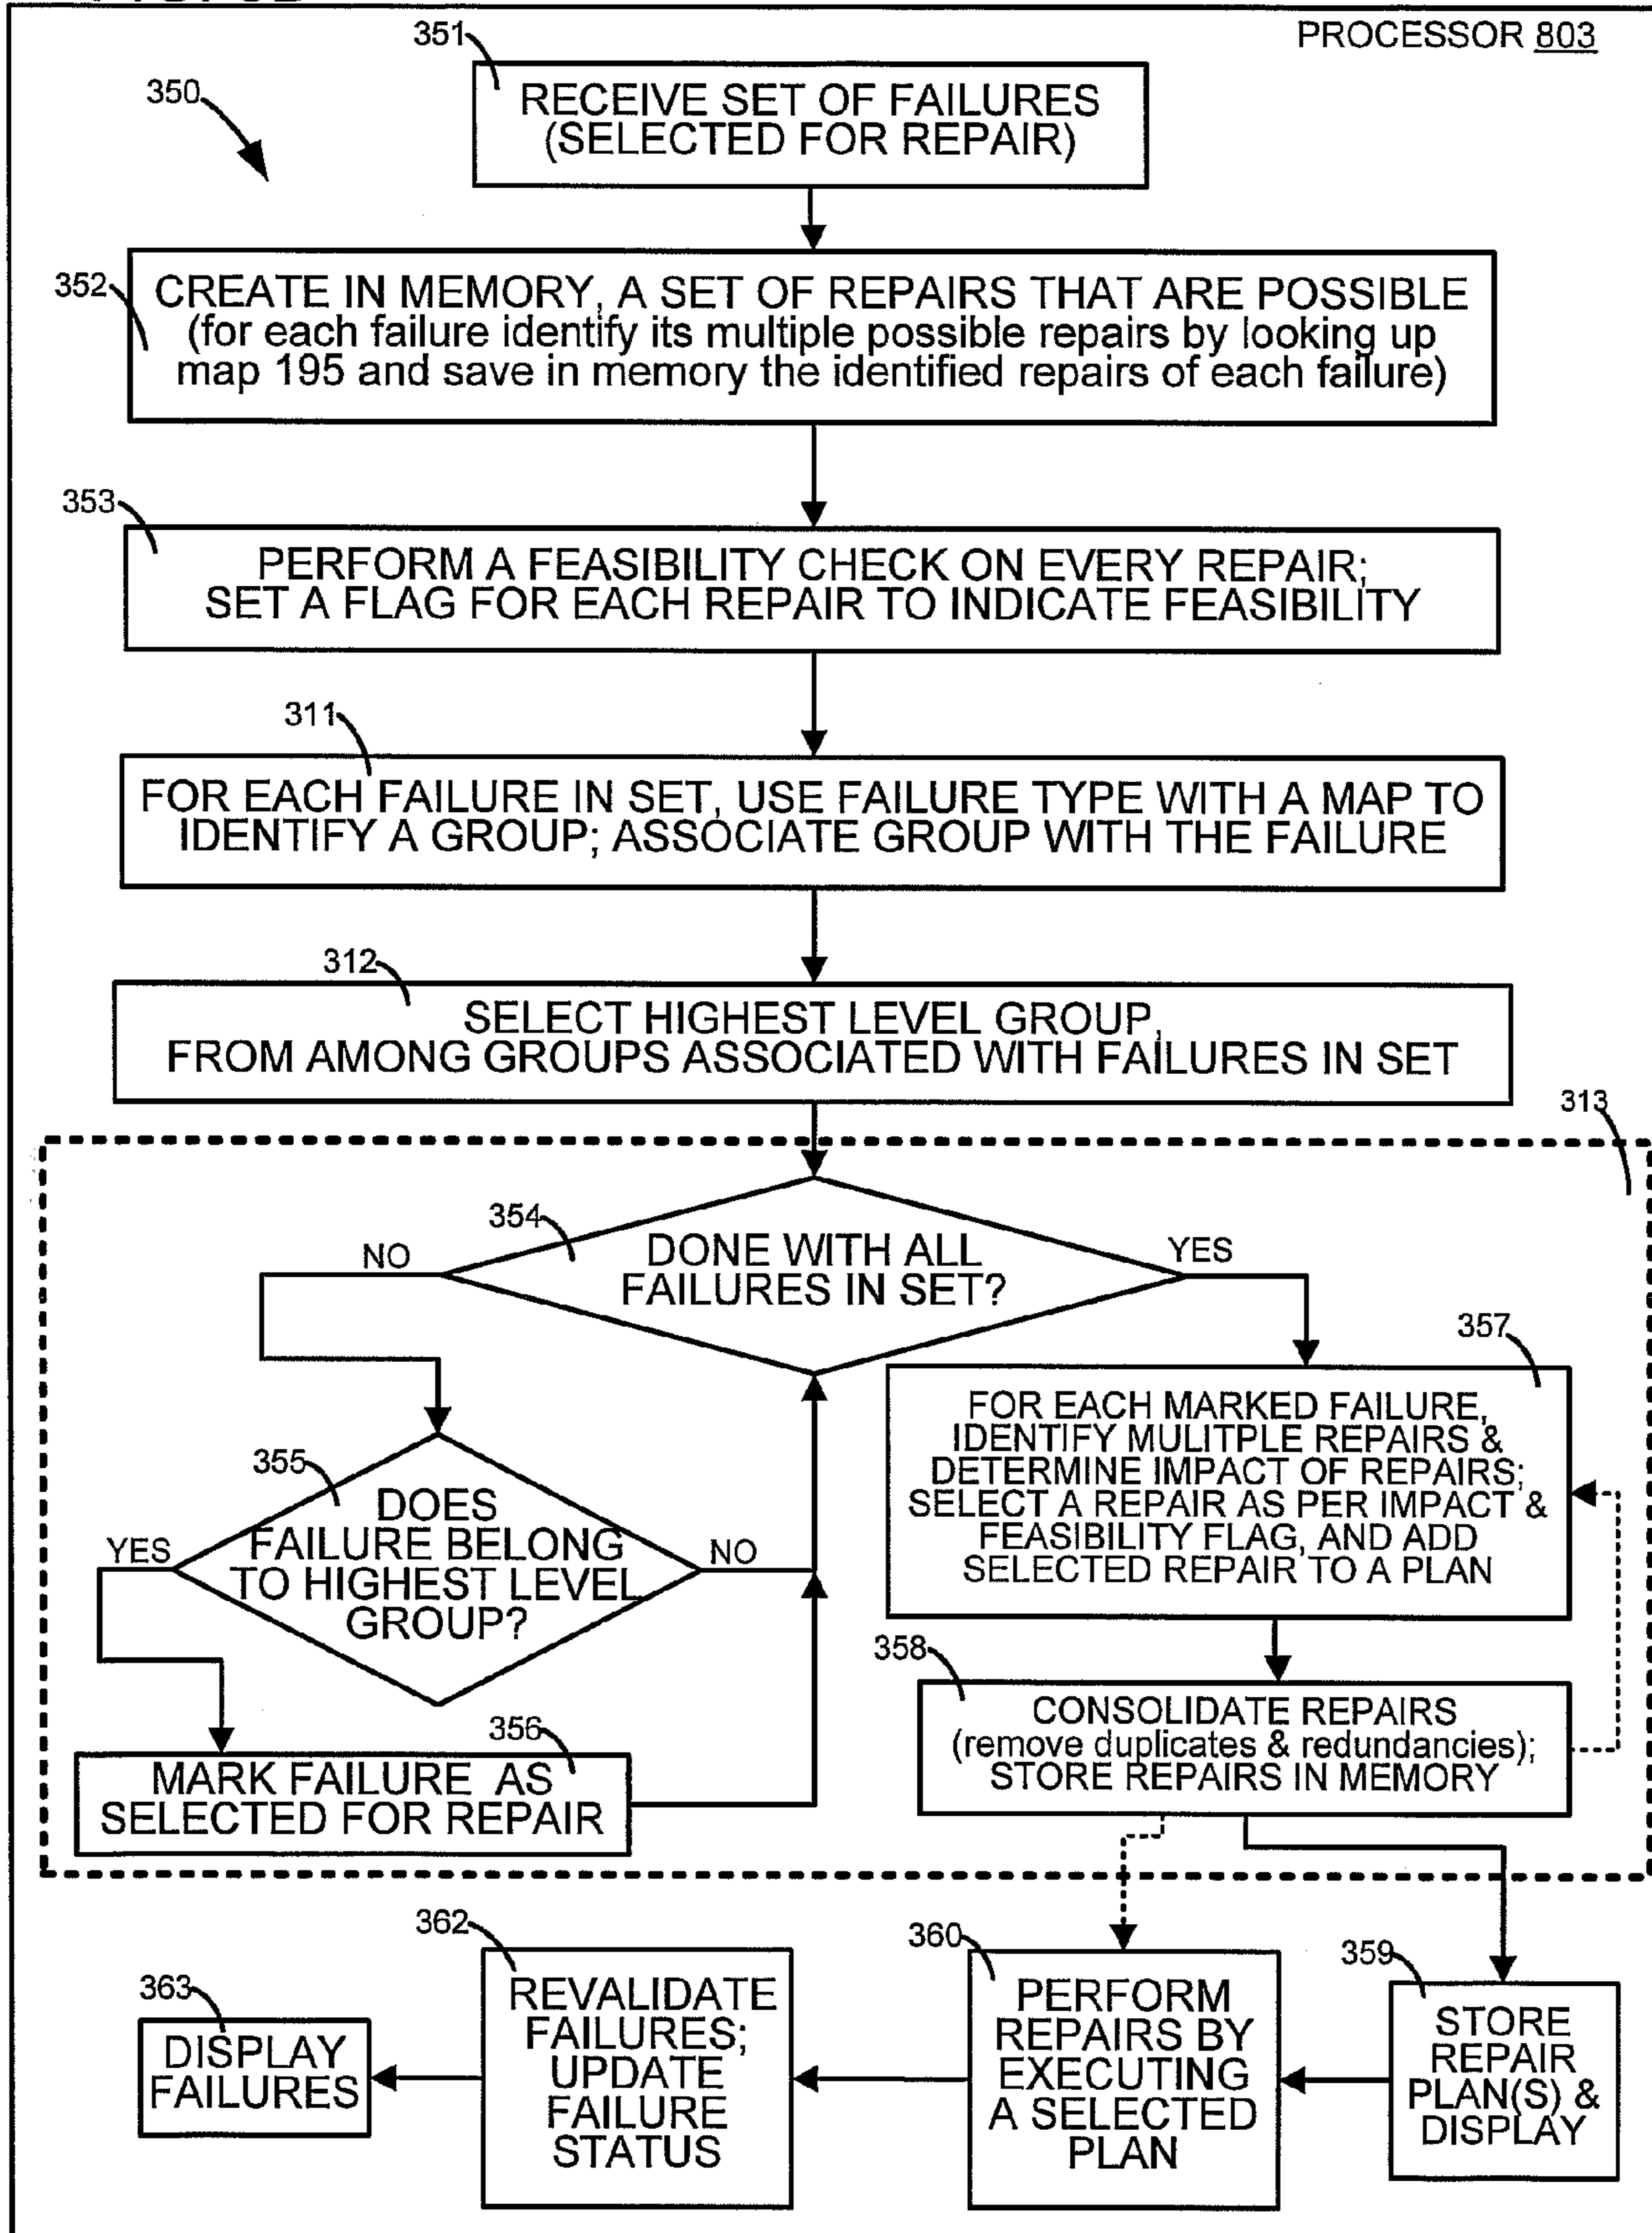 PROCESSOR 803
351
350
RECEIVE SET OF FAILURES
(SELECTED FOR REPAIR)
352
CREATE IN MEMORY, A SET OF REPAIRS THAT ARE POSSIBLE
(for each failure identify its multiple possible repairs by looking up
map 195 and save in memory the identified repairs of each failure)
353
PERFORM A FEASIBILITY CHECK ON EVERY REPAIR;
SET A FLAG FOR EACH REPAIR TO INDICATE FEASIBILITY
311
FOR EACH FAILURE IN SET, USE FAILURE TYPE WITH A MAP TO
IDENTIFY A GROUP; ASSOCIATE GROUP WITH THE FAILURE
312
SELECT HIGHEST LEVEL GROUP,
FROM AMONG GROUPS ASSOCIATED WITH FAILURES IN SET
313
354
DONE WITH ALL
FAILURES IN SET?
NO
YES
355
DOES
FAILURE BELONG
TO HIGHEST LEVEL
GROUP?
YES
NO
356
MARK FAILURE AS
SELECTED FOR REPAIR
357
FOR EACH MARKED FAILURE,
IDENTIFY MULITPLE REPAIRS &
DETERMINE IMPACT OF REPAIRS;
SELECT A REPAIR AS PER IMPACT &
FEASIBILITY FLAG, AND ADD
SELECTED REPAIR TO A PLAN
358
CONSOLIDATE REPAIRS
(remove duplicates & redundancies);
STORE REPAIRS IN MEMORY
359
STORE
REPAIR
PLAN(S) &
DISPLAY
360
PERFORM
REPAIRS BY
EXECUTING
A SELECTED
PLAN
362
REVALIDATE
FAILURES;
UPDATE
FAILURE
STATUS
363
DISPLAY
FAILURES